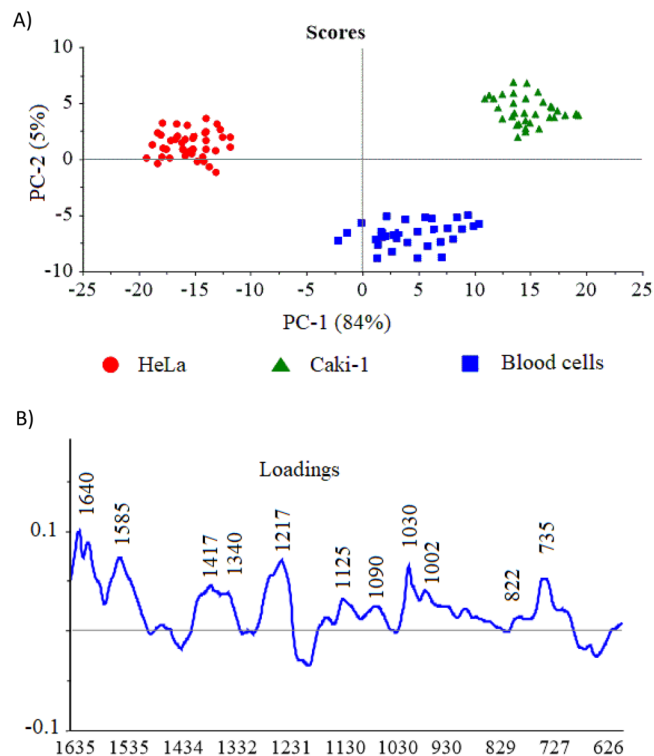 A)
Scores
10
5
0
-5
-10
PC-2 (5%)
-25 -20 -15 -10 -5 0 5 10 15 20 25
PC-1 (84%)
HeLa Caki-1 Blood cells
B)
Loadings
0.1
-0.1
1640 1585 1417 1340 1217 1125 1090 1030 1002 822 735
1635 1535 1434 1332 1231 1130 1030 930 829 727 626